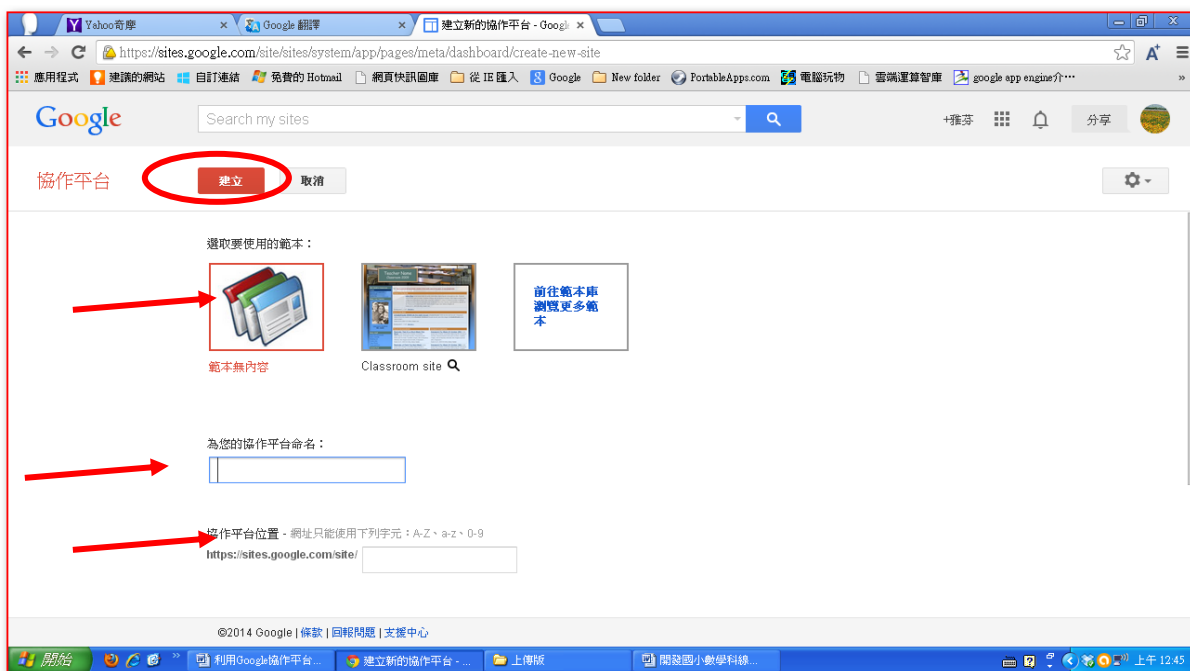 Yahoo奇摩
Google 翻譯
建立新的協作平台 - Googl
https://sites.google.com/site/sites/system/app/pages/meta/dashboard/create-new-site
應用程式 建議的網站 自訂連結 免費的 Hotmail 網頁快訊圖庫 從 IE 匯入 Google New folder PortableApps.com 電腦玩物 雲端運算智庫 google app engine介…
Google
Search my sites
+雅芬
分享
協作平台
建立
取消
選取要使用的範本：
前往範本庫
瀏覽更多範
本
範本無內容
Classroom site
為您的協作平台命名：
協作平台位置 - 網址只能使用下列字元：A-Z、a-z、0-9
https://sites.google.com/site/
©2014 Google | 條款 | 回報問題 | 支援中心
開始
利用Google協作平台...
建立新的協作平台 - ...
上傳版
開發國小數學科線...
上午 12:45